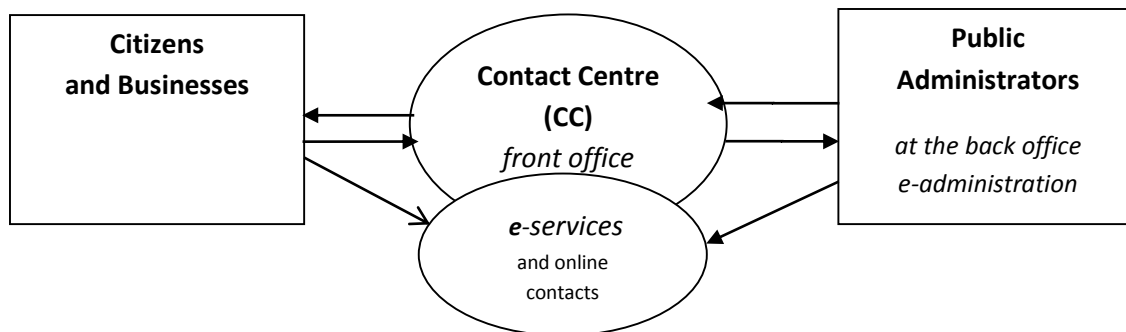 Citizens
and Businesses
Contact Centre
(CC)
front office
e-services
and online
contacts
Public
Administrators
at the back office
e-administration